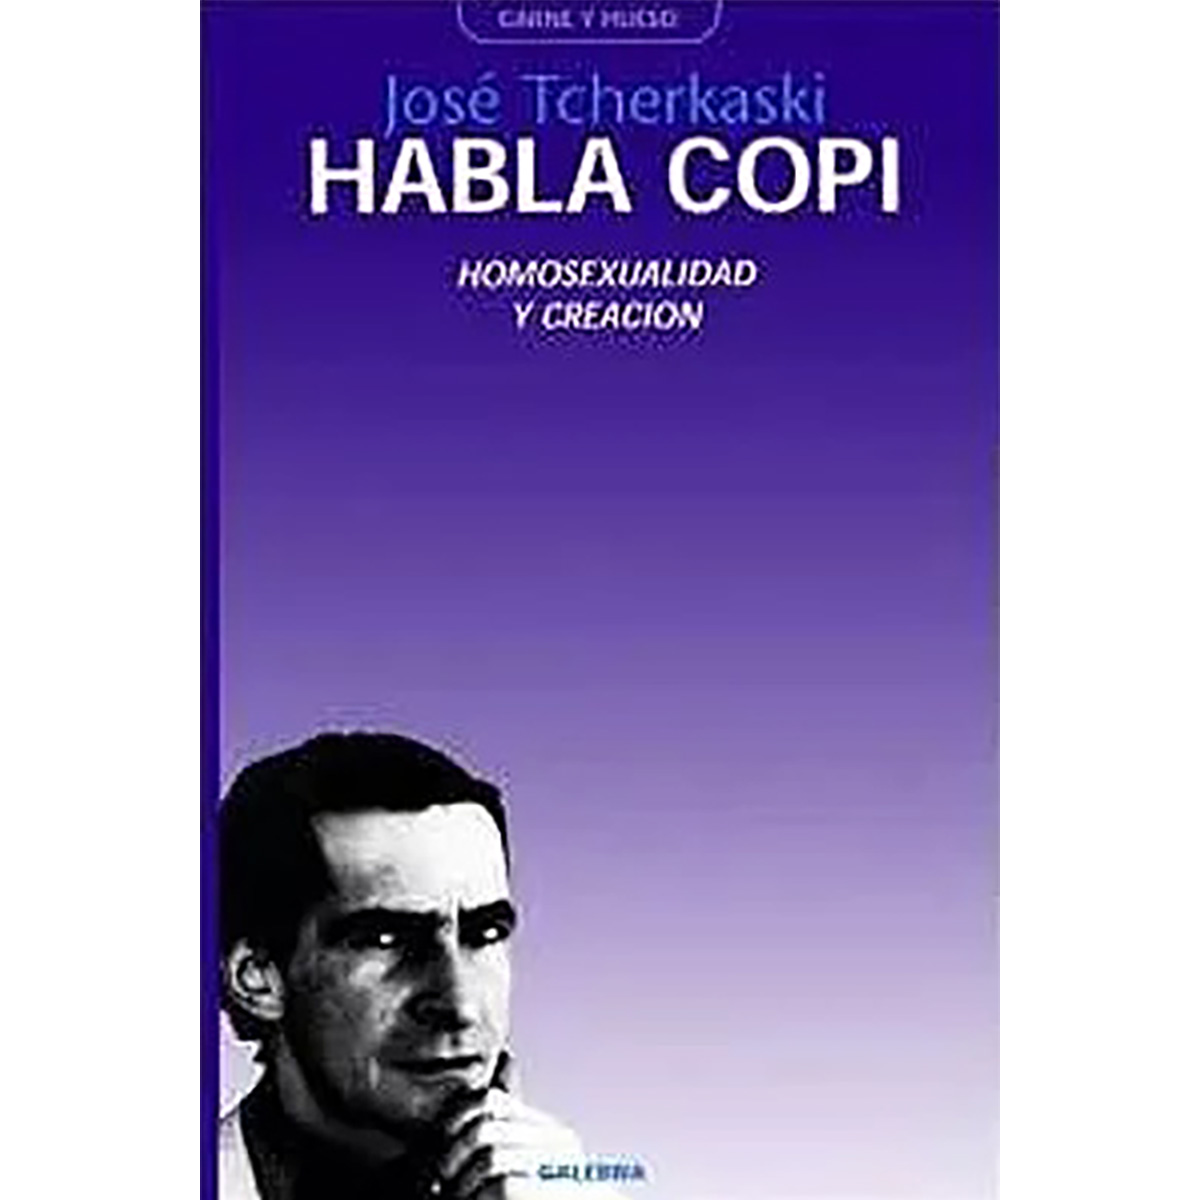 CARNE Y HUESO
José Tcherkaski
HABLA COPI
HOMOSEXUALIDAD
Y CREACION
GALERNA